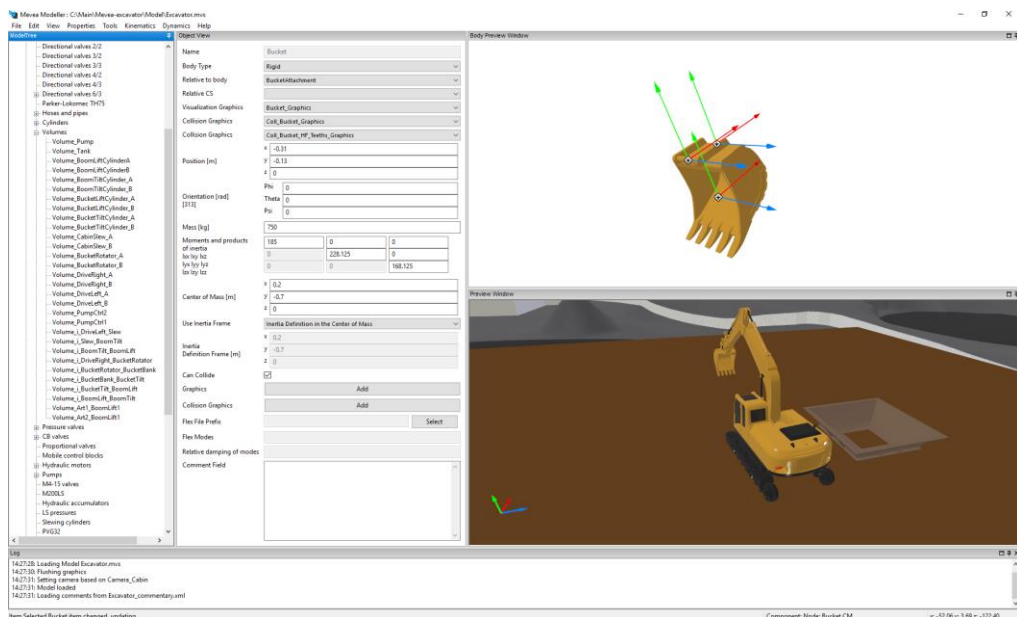 Mevea Modeller : C:\Main\Mevea-excavator\Model\Excavator.mvs
File Edit View Properties Tools Kinematics Dynamics Help
ModelTree
Directional valves 2/2
Directional valves 3/2
Directional valves 3/3
Directional valves 4/2
Directional valves 4/3
Directional valves 6/3
Parker-Lokomec TH75
Hoses and pipes
Cylinders
Volumes
Volume_Pump
Volume_Tank
Volume_BoomLiftCylinderA
Volume_BoomLiftCylinderB
Volume_BoomTiltCylinder_A
Volume_BoomTiltCylinder_B
Volume_BucketLiftCylinder_A
Volume_BucketLiftCylinder_B
Volume_BucketTiltCylinder_A
Volume_BucketTiltCylinder_B
Volume_CabinSlew_A
Volume_CabinSlew_B
Volume_BucketRotator_A
Volume_BucketRotator_B
Volume_DriveRight_A
Volume_DriveRight_B
Volume_DriveLeft_A
Volume_DriveLeft_B
Volume_PumpCtrl2
Volume_PumpCtrl1
Volume_i_DriveLeft_Slew
Volume_i_Slew_BoomTilt
Volume_i_BoomTilt_BoomLift
Volume_i_DriveRight_BucketRotator
Volume_i_BucketRotator_BucketBank
Volume_i_BucketBank_BucketTilt
Volume_i_BucketTilt_BoomLift
Volume_i_BoomLift_BoomTilt
Volume_Art1_BoomLift1
Volume_Art2_BoomLift1
Pressure valves
CB valves
Proportional valves
Mobile control blocks
Hydraulic motors
Pumps
M4-15 valves
M200LS
Hydraulic accumulators
LS pressures
Slewing cylinders
PVG32
Object View
Name Bucket
Body Type Rigid
Relative to body BucketAttachment
Relative CS
Visualization Graphics Bucket_Graphics
Collision Graphics Coll_Bucket_Graphics
Collision Graphics Coll_Bucket_HF_Teeths_Graphics
Position [m] x -0.31
y -0.13
z 0
Orientation [rad] [313] Phi 0
Theta 0
Psi 0
Mass [kg] 750
Moments and products of inertia
Ixx Ixy Ixz 185 0 0
Iyx Iyy Iyz 0 228.125 0
Izx Izy Izz 0 0 168.125
Center of Mass [m] x 0.2
y -0.7
z 0
Use Inertia Frame Inertia Definition in the Center of Mass
Inertia Definition Frame [m] x 0.2
y -0.7
z 0
Can Collide
Graphics Add
Collision Graphics Add
Flex File Prefix Select
Flex Modes
Relative damping of modes
Comment Field
Body Preview Window
Preview Window
Log
14:27:28: Loading Model Excavator.mvs
14:27:30: Flushing graphics
14:27:31: Setting camera based on Camera_Cabin
14:27:31: Model loaded
14:27:31: Loading comments from Excavator_commentary.xml
Item Selected Bucket item changed, updating
Component: Node: Bucket CM
x: -52.06 y: 3.69 z: -122.40